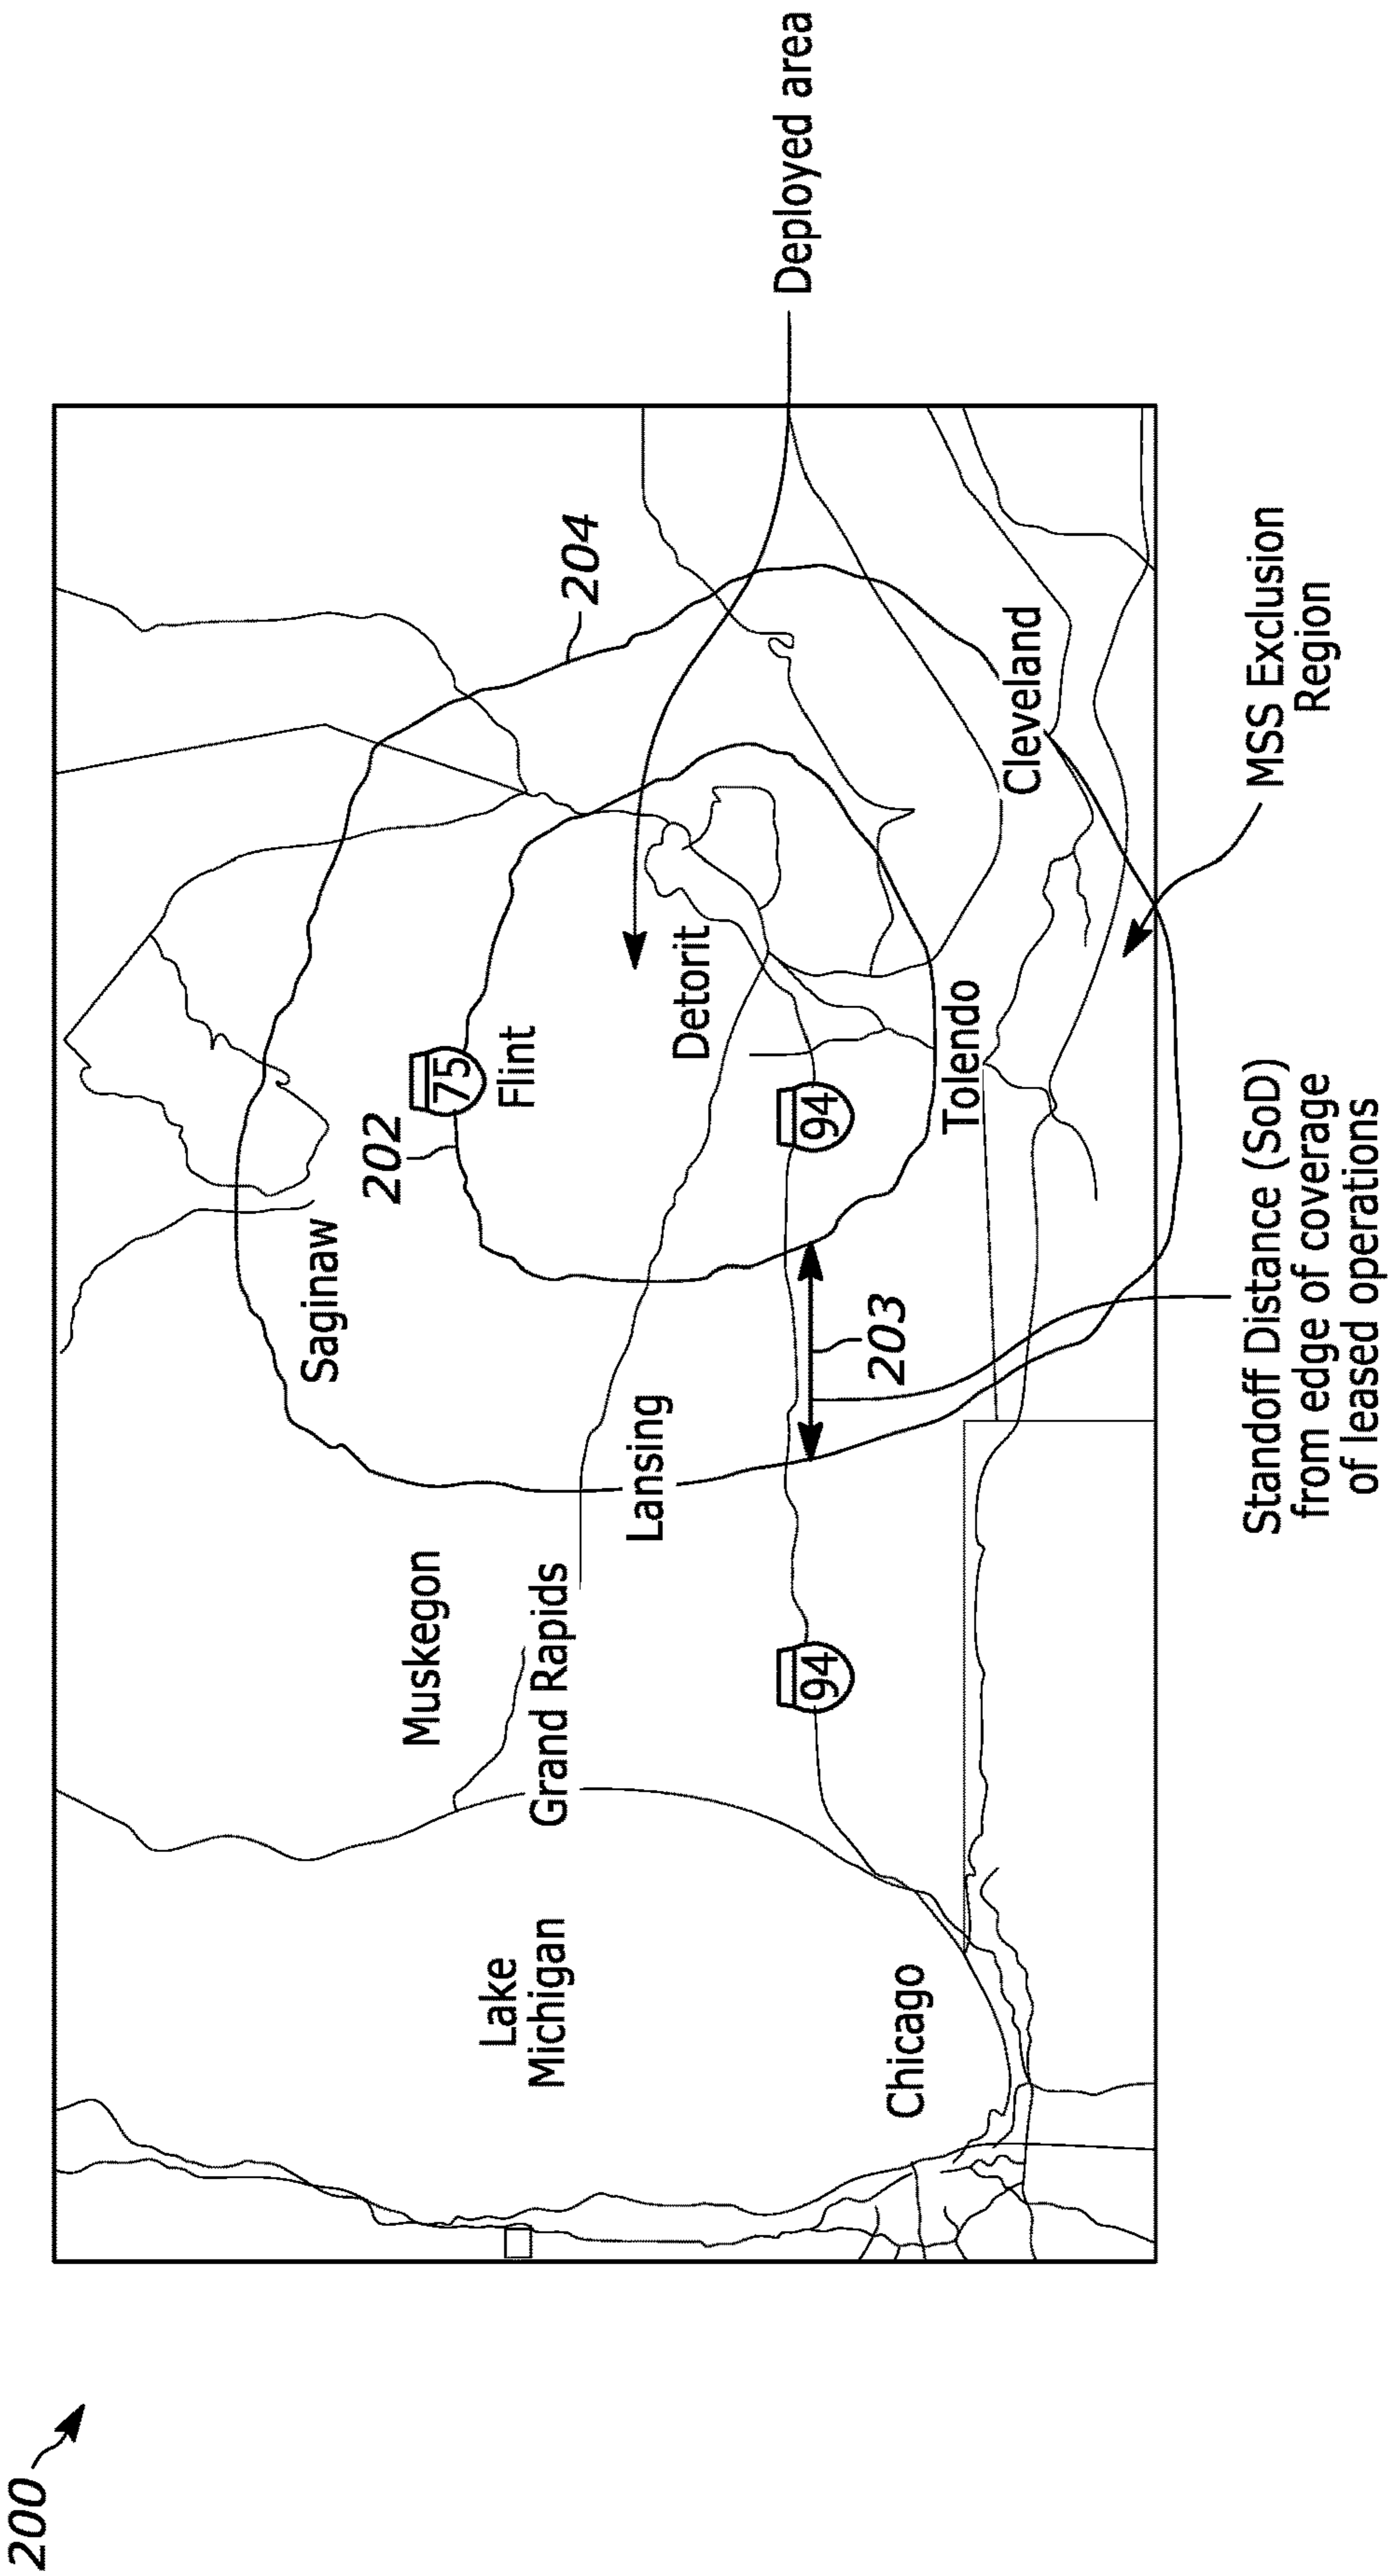 200
Lake
Michigan
Chicago
Muskegon
Grand Rapids
Lansing
Saginaw
202
75
Flint
Detorit
94
94
203
Tolendo
Cleveland
204
Deployed area
MSS Exclusion
Region
Standoff Distance (SoD)
from edge of coverage
of leased operations